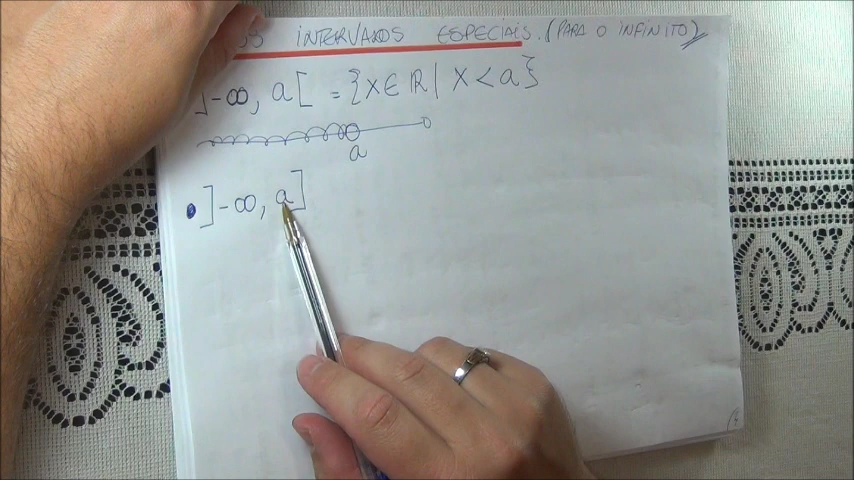 INTERVALOS ESPECIAIS. (PARA O INFINITO)
]-∞, a[ = {x ∈ ℝ | x < a}
a
• ]-∞, a]